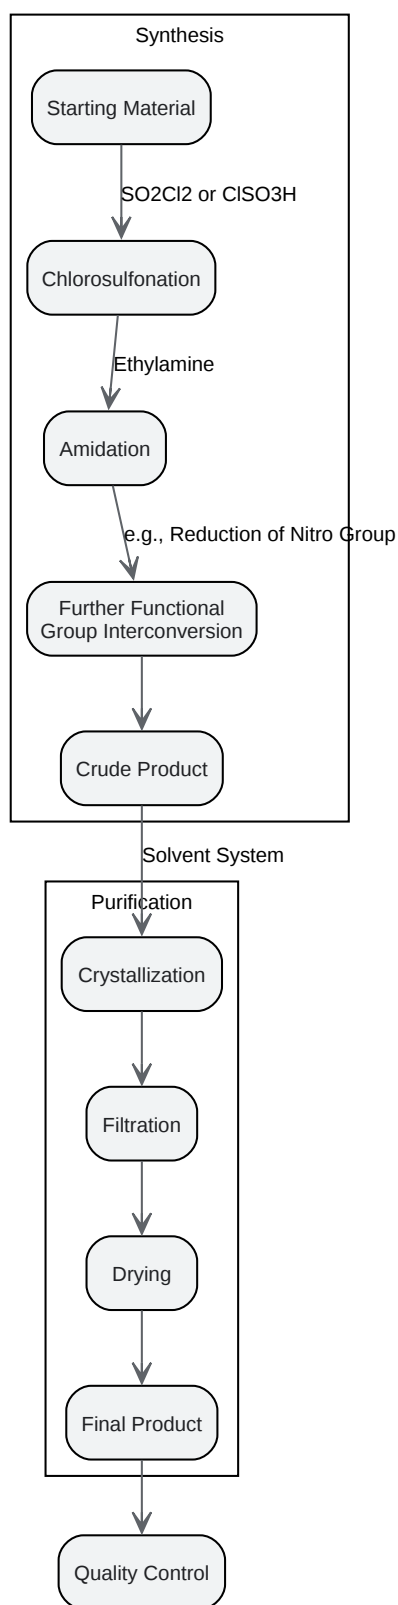 Synthesis
Starting Material
SO2Cl2 or ClSO3H
Chlorosulfonation
Ethylamine
Amidation
e.g., Reduction of Nitro Group
Further Functional
Group Interconversion
Crude Product
Solvent System
Purification
Crystallization
Filtration
Drying
Final Product
Quality Control